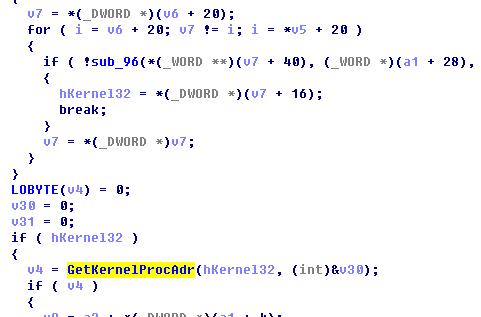 {
v7 = *(_DWORD *)(v6 + 20);
for ( i = v6 + 20; v7 != i; i = *v5 + 20 )
{
if ( !sub_96(*(_WORD **)(v7 + 40), (_WORD *)(a1 + 28),
{
hKernel32 = *(_DWORD *)(v7 + 16);
break;
}
v7 = *(_DWORD *)v7;
}
}
LOBYTE(v4) = 0;
v30 = 0;
v31 = 0;
if ( hKernel32 )
{
v4 = GetKernelProcAdr(hKernel32, (int)&v30);
if ( v4 )
{